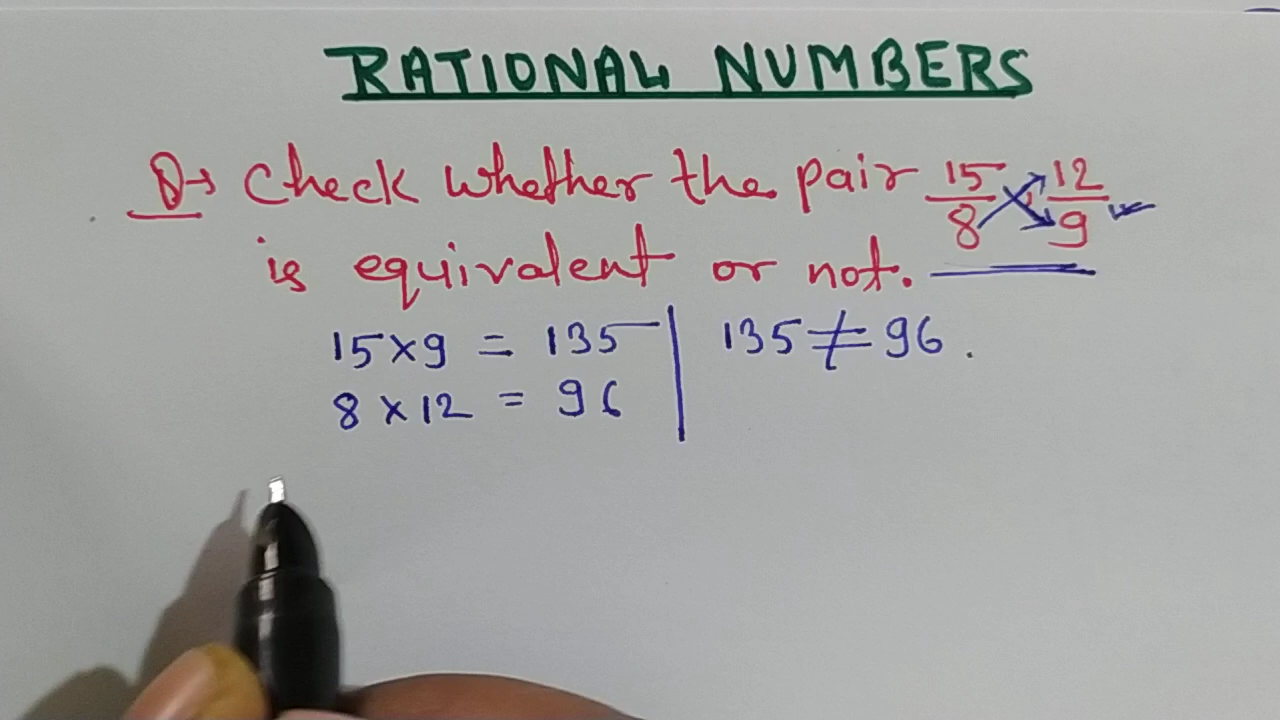 RATIONAL NUMBERS
Q→ Check whether the pair 15/8, 12/9
is equivalent or not.
15×9 = 135 | 135 ≠ 96.
8×12 = 96